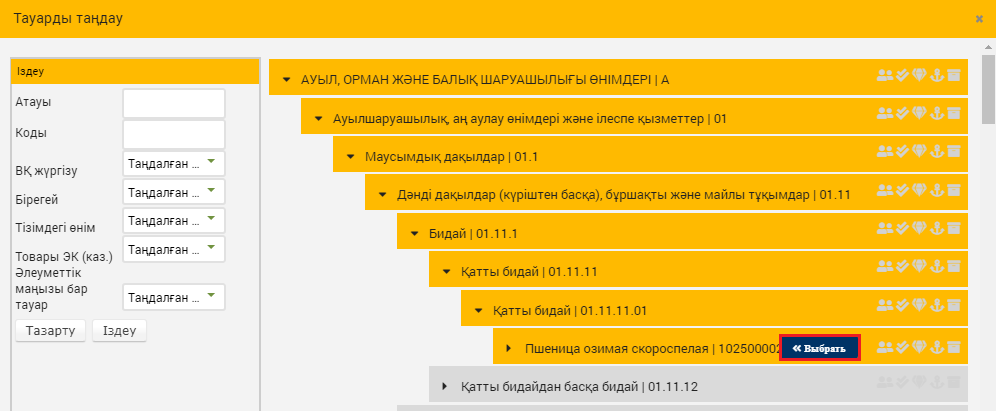 Тауарды таңдау
Іздеу
Атауы
Коды
ВҚ жүргізу Таңдалған ...
Бірегей Таңдалған ...
Тізімдегі өнім Таңдалған ...
Товары ЭК (каз.) Таңдалған ...
Әлеуметтік
маңызы бар
тауар Таңдалған ...
Тазарту Іздеу
АУЫЛ, ОРМАН ЖӘНЕ БАЛЫҚ ШАРУАШЫЛЫҒЫ ӨНІМДЕРІ | A
Ауылшаруашылық, аң аулау өнімдері және ілеспе қызметтер | 01
Маусымдық дақылдар | 01.1
Дәнді дақылдар (күріштен басқа), бұршақты және майлы тұқымдар | 01.11
Бидай | 01.11.1
Қатты бидай | 01.11.11
Қатты бидай | 01.11.11.01
Пшеница озимая скороспелая | 102500002 « Выбрать
Қатты бидайдан басқа бидай | 01.11.12